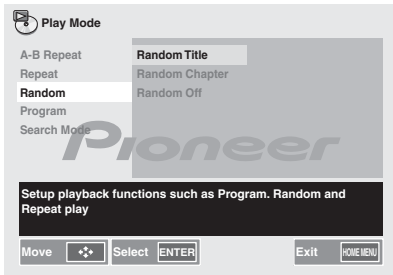 Play Mode
A-B Repeat
Random Title
Repeat
Random Chapter
Random
Random Off
Program
Search Mode
Pioneer
Setup playback functions such as Program. Random and
Repeat play
Move
Select ENTER
Exit HOME MENU